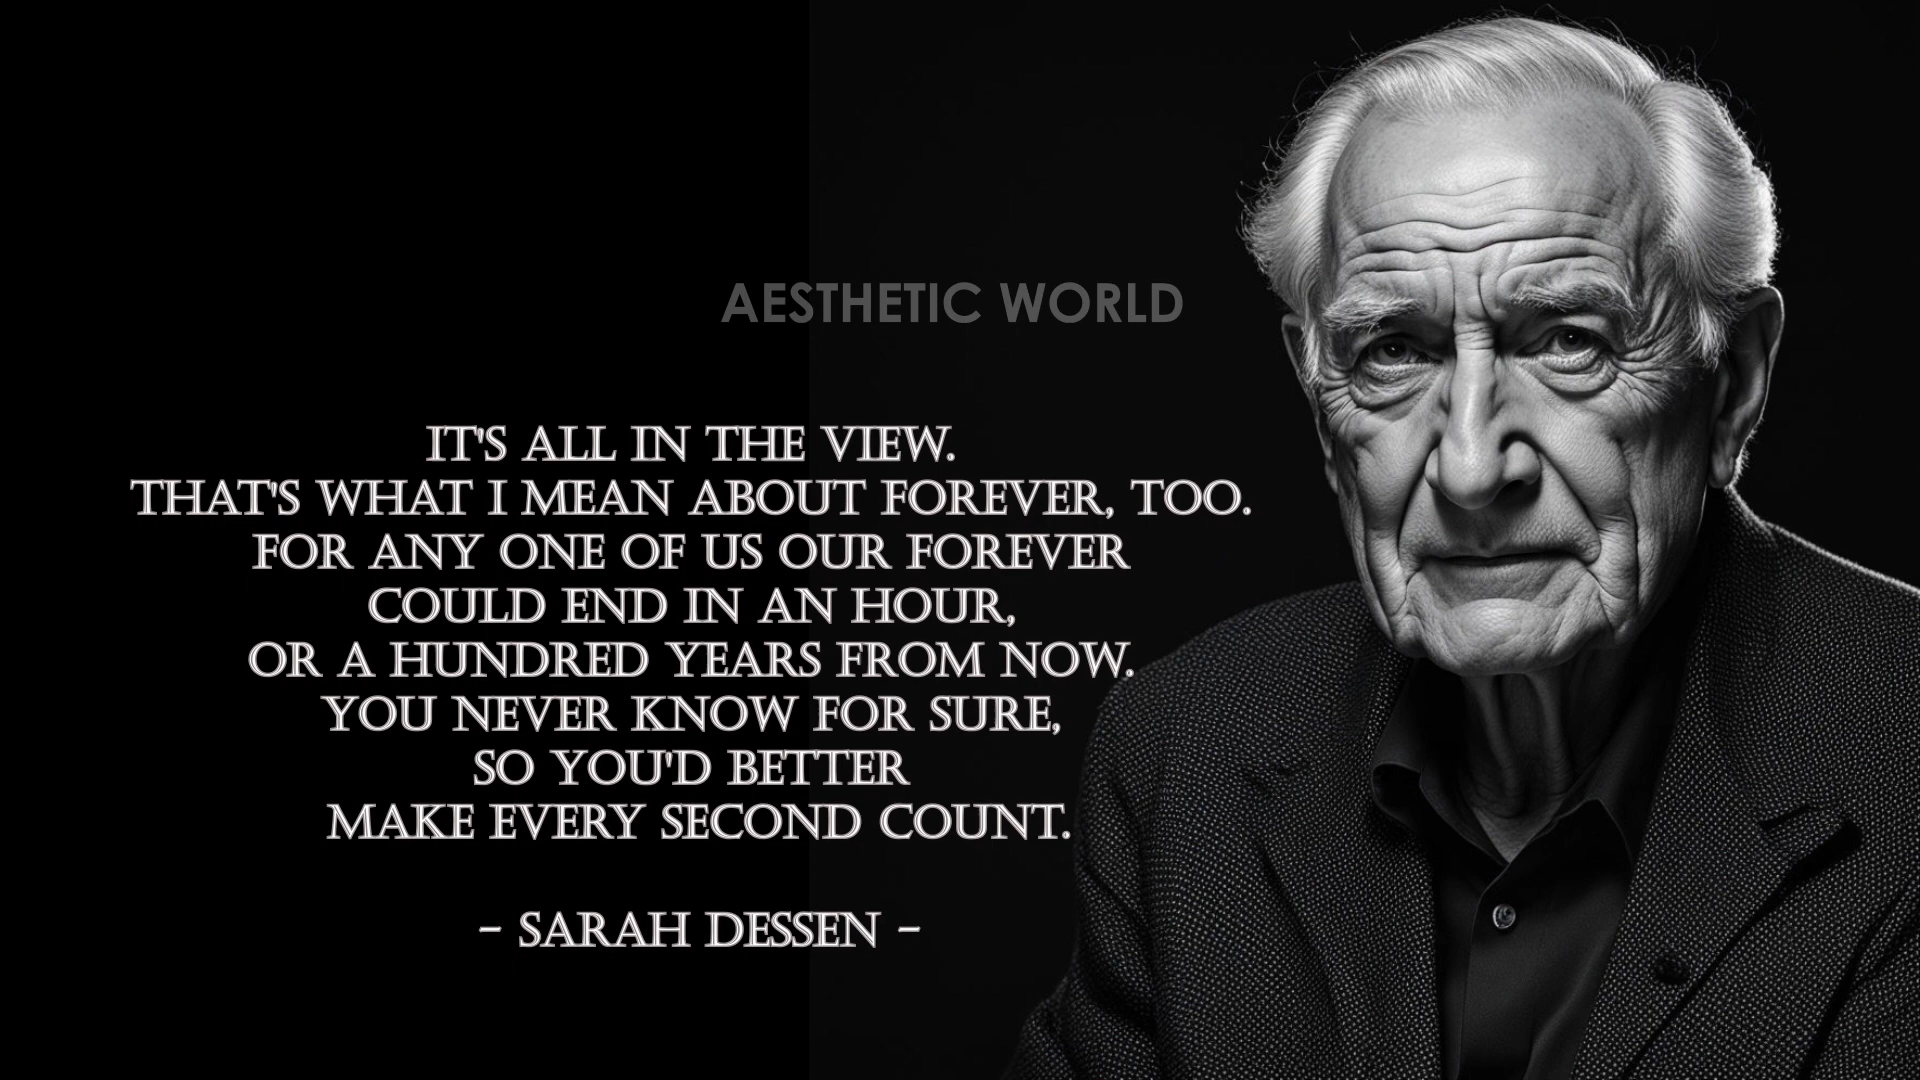 AESTHETIC WORLD
IT'S ALL IN THE VIEW.
THAT'S WHAT I MEAN ABOUT FOREVER, TOO.
FOR ANY ONE OF US OUR FOREVER
COULD END IN AN HOUR,
OR A HUNDRED YEARS FROM NOW.
YOU NEVER KNOW FOR SURE,
SO YOU'D BETTER
MAKE EVERY SECOND COUNT.
- SARAH DESSEN -